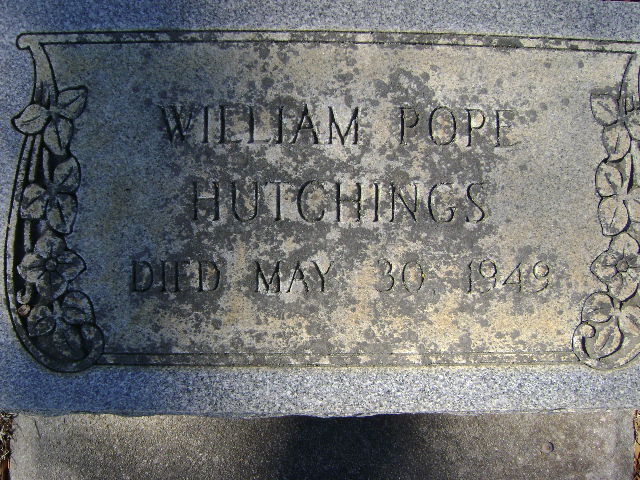 WILLIAM POPE
HUTCHINGS
DIED MAY 30, 1949